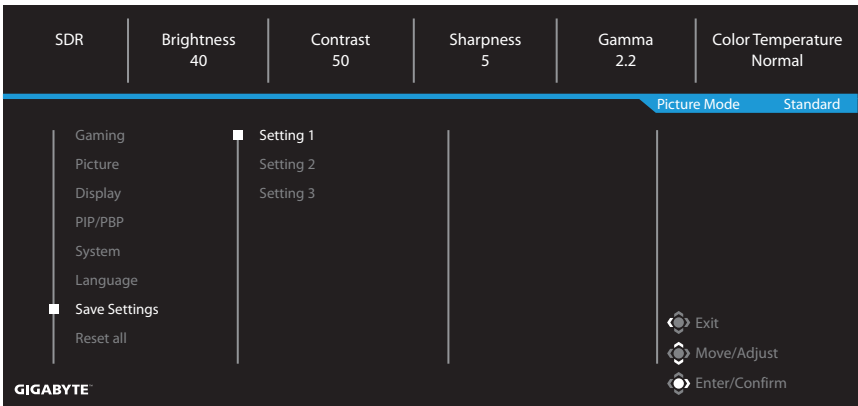 SDR
Brightness
40
Contrast
50
Sharpness
5
Gamma
2.2
Color Temperature
Normal
Picture Mode Standard
Gaming
Picture
Display
PIP/PBP
System
Language
Save Settings
Reset all
Setting 1
Setting 2
Setting 3
Exit
Move/Adjust
Enter/Confirm
GIGABYTE™